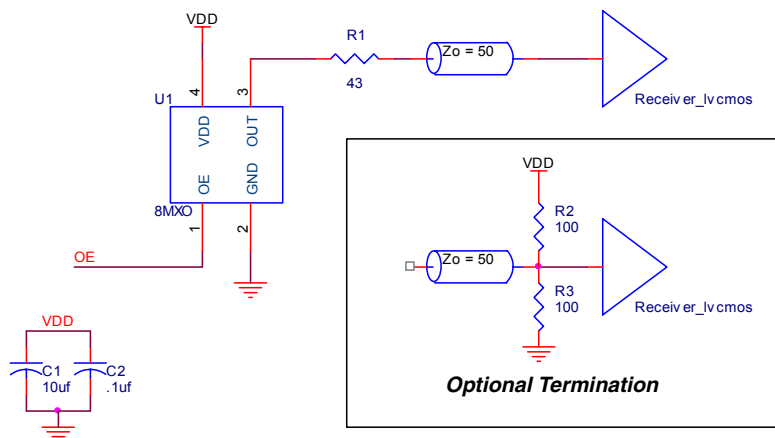 VDD
R1
43
Zo = 50
Receiver_lvcmos
U1
4
3
VDD
OUT
OE
GND
8MXO
1
2
OE
VDD
R2
100
Zo = 50
R3
100
Receiver_lvcmos
Optional Termination
VDD
C1
10uf
C2
.1uf